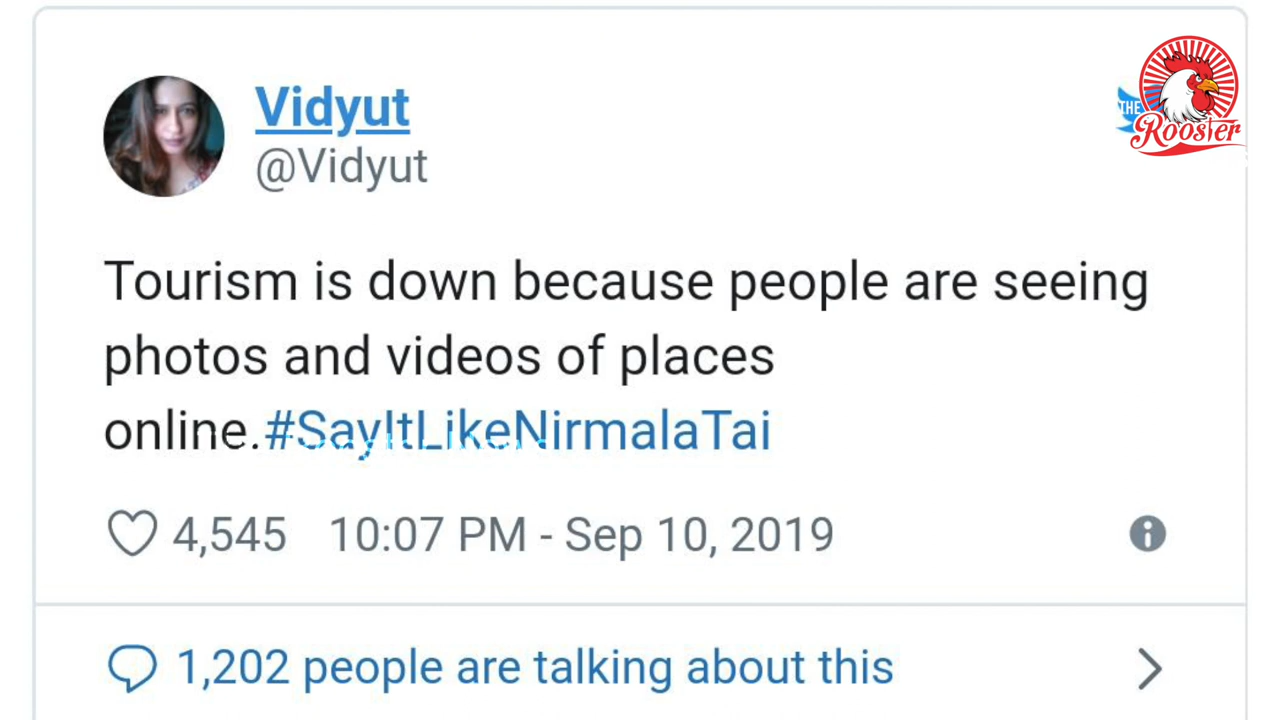 Vidyut
@Vidyut
THE
Rooster
Tourism is down because people are seeing
photos and videos of places
online.#SayItLikeNirmalaTai
4,545 10:07 PM - Sep 10, 2019
1,202 people are talking about this